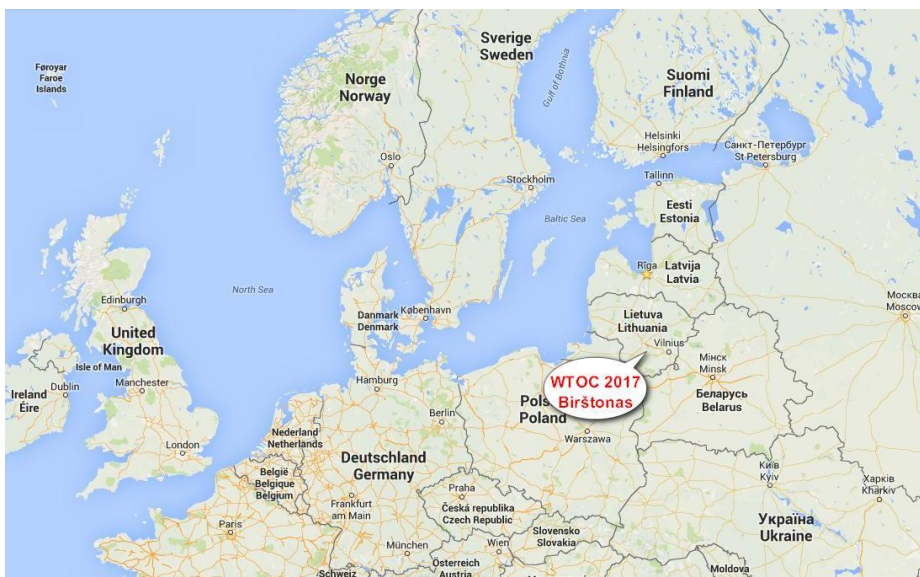 Føroyar
Faroe
Islands
Sverige
Sweden
Norge
Norway
Gulf of Bothnia
Suomi
Finland
Helsinki
Helsingfors
Санкт-Петербург
St Petersburg
Oslo
Stockholm
Tallinn
Eesti
Estonia
Baltic Sea
Rīga
Latvija
Latvia
North Sea
Edinburgh
Danmark
Denmark
København
Lietuva
Lithuania
Vilnius
Москва
Moscow
United
Kingdom
Isle of Man
Dublin
Ireland
Éire
Manchester
Hamburg
WTOC 2017
Birštonas
Мінск
Minsk
Беларусь
Belarus
Berlin
Poland
Warszawa
London
Nederland
Netherlands
België
Belgique
Belgium
Deutschland
Germany
Frankfurt
am Main
Praha
Česká republika
Czech Republic
Київ
Kyiv
Харків
Kharkiv
Україна
Ukraine
Paris
Slovensko
Slovakia
München
Wien
Österreich
Austria
Schweiz
Moldova